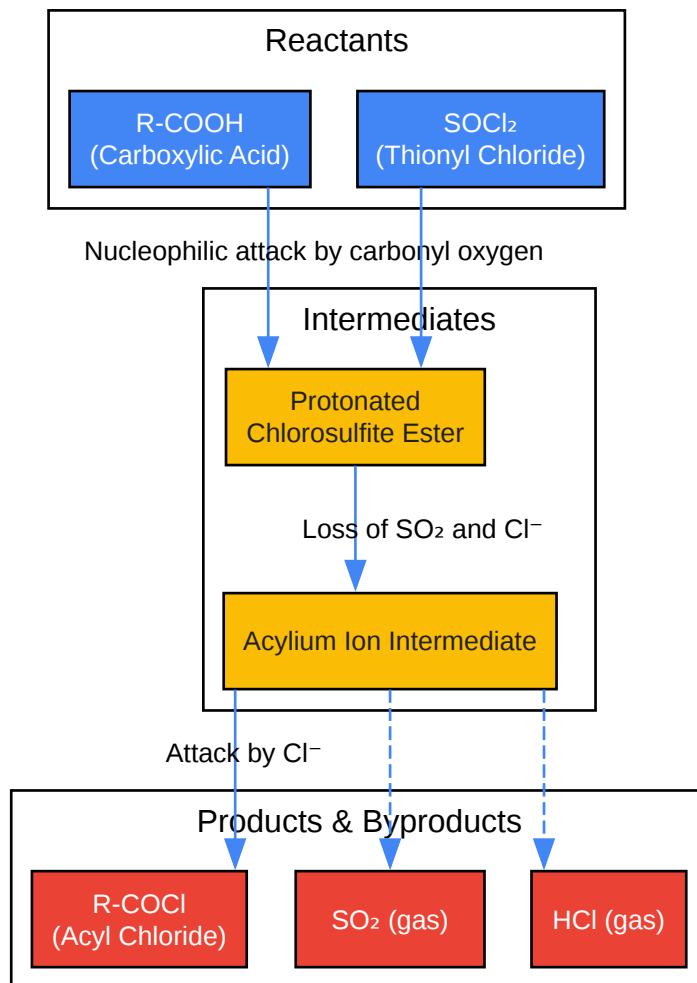 Reactants
R-COOH
(Carboxylic Acid)
SOCl₂
(Thionyl Chloride)
Nucleophilic attack by carbonyl oxygen
Intermediates
Protonated
Chlorosulfite Ester
Loss of SO₂ and Cl⁻
Acylium Ion Intermediate
Attack by Cl⁻
Products & Byproducts
R-COCl
(Acyl Chloride)
SO₂ (gas)
HCl (gas)